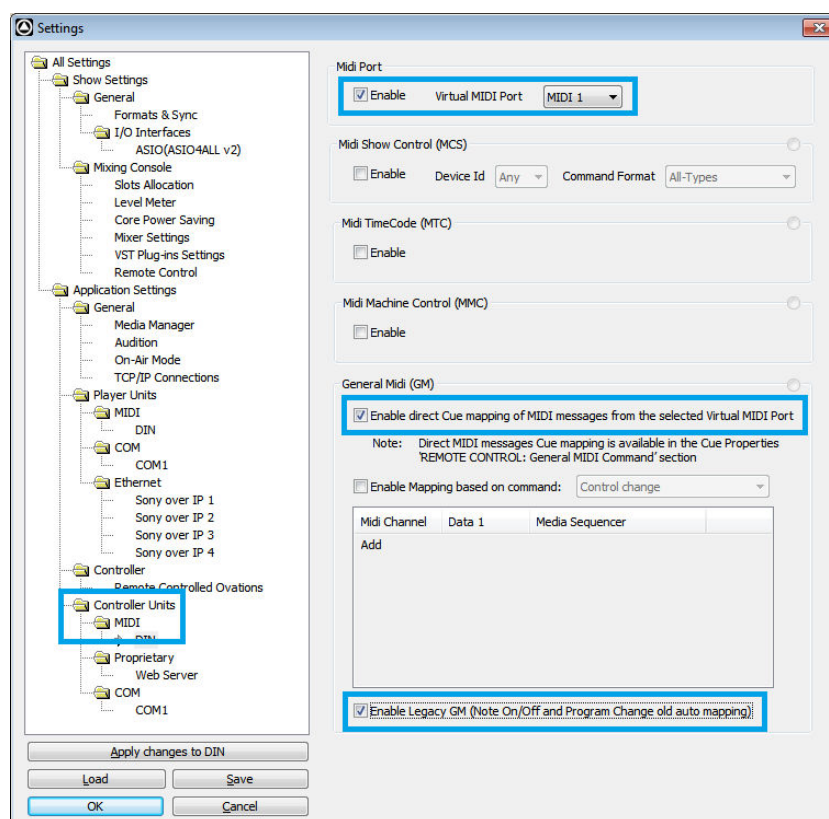 Settings
All Settings
Show Settings
General
Formats & Sync
I/O Interfaces
ASIO(ASIO4ALL v2)
Mixing Console
Slots Allocation
Level Meter
Core Power Saving
Mixer Settings
VST Plug-ins Settings
Remote Control
Application Settings
General
Media Manager
Audition
On-Air Mode
TCP/IP Connections
Player Units
MIDI
DIN
COM
COM1
Ethernet
Sony over IP 1
Sony over IP 2
Sony over IP 3
Sony over IP 4
Controller
Remote Controlled Ovations
Controller Units
MIDI
DIN
Proprietary
Web Server
COM
COM1
Apply changes to DIN
Load Save
OK Cancel
Midi Port
Enable Virtual MIDI Port MIDI 1
Midi Show Control (MCS)
Enable Device Id Any Command Format All-Types
Midi TimeCode (MTC)
Enable
Midi Machine Control (MMC)
Enable
General Midi (GM)
Enable direct Cue mapping of MIDI messages from the selected Virtual MIDI Port
Note: Direct MIDI messages Cue mapping is available in the Cue Properties
'REMOTE CONTROL: General MIDI Command' section
Enable Mapping based on command: Control change
Midi Channel Data 1 Media Sequencer
Add
Enable Legacy GM (Note On/Off and Program Change old auto mapping)